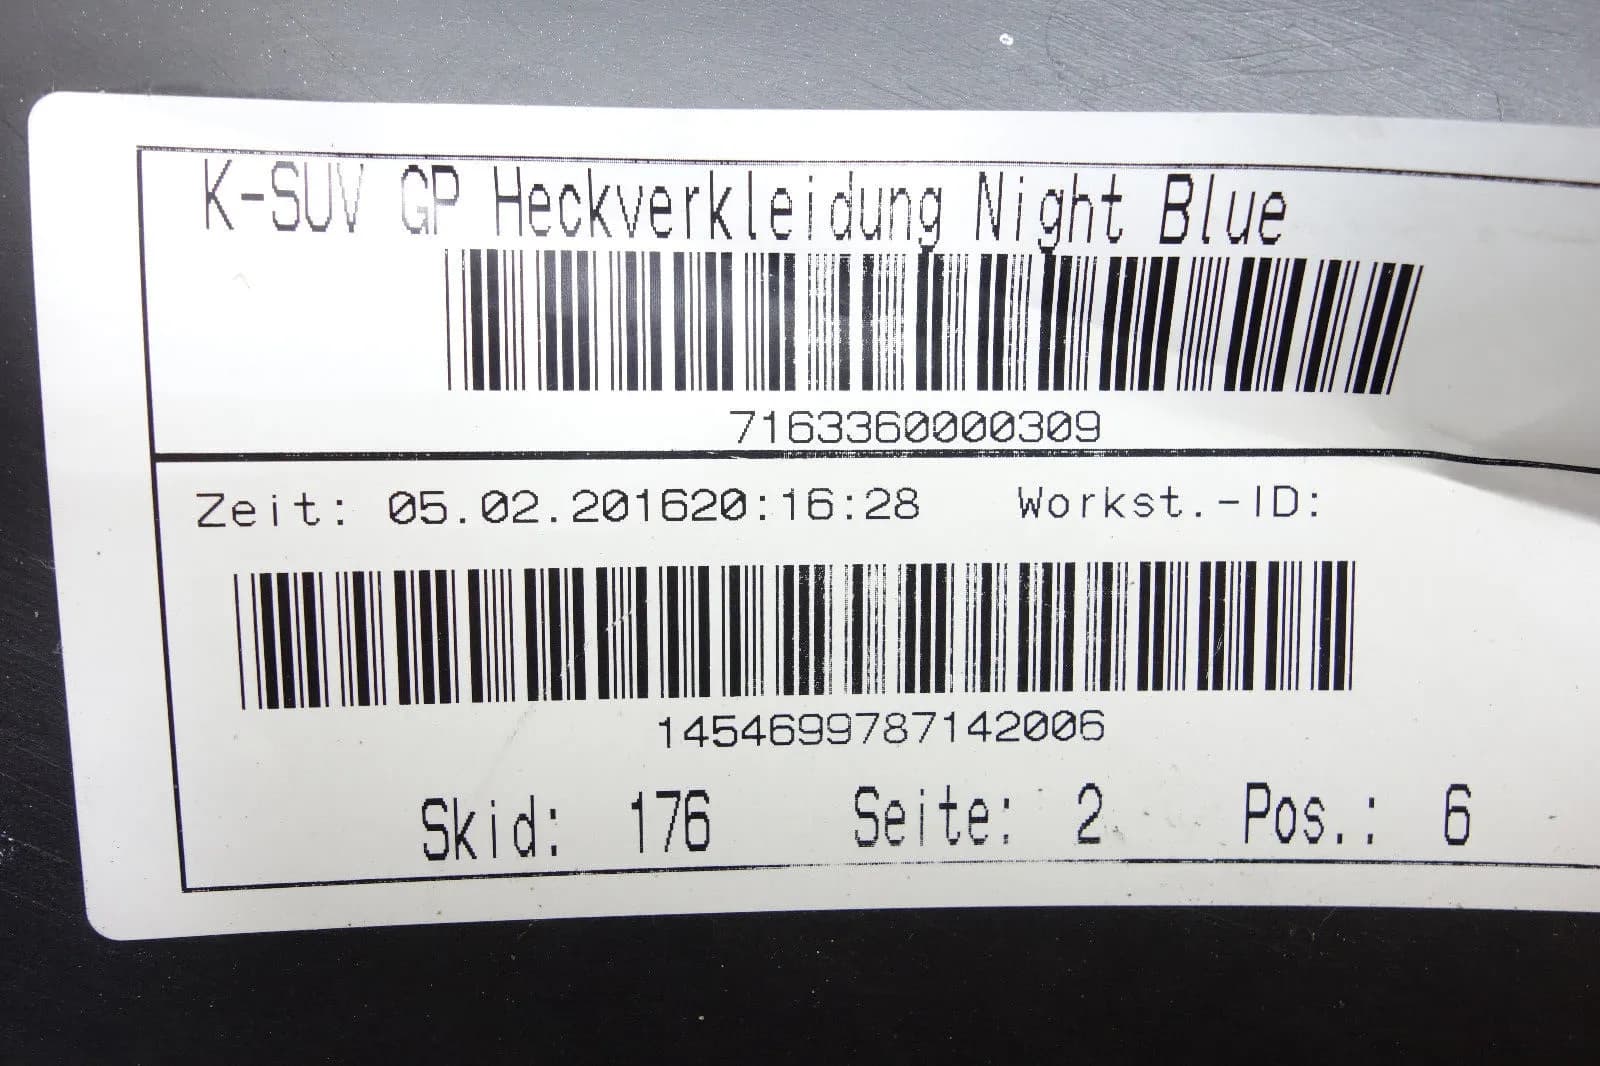 K-SUV GP Heckverkleidung Night Blue
7163360000309
Zeit: 05.02.201620:16:28 Workst.-ID:
1454699787142006
Skid: 176 Seite: 2 Pos.: 6